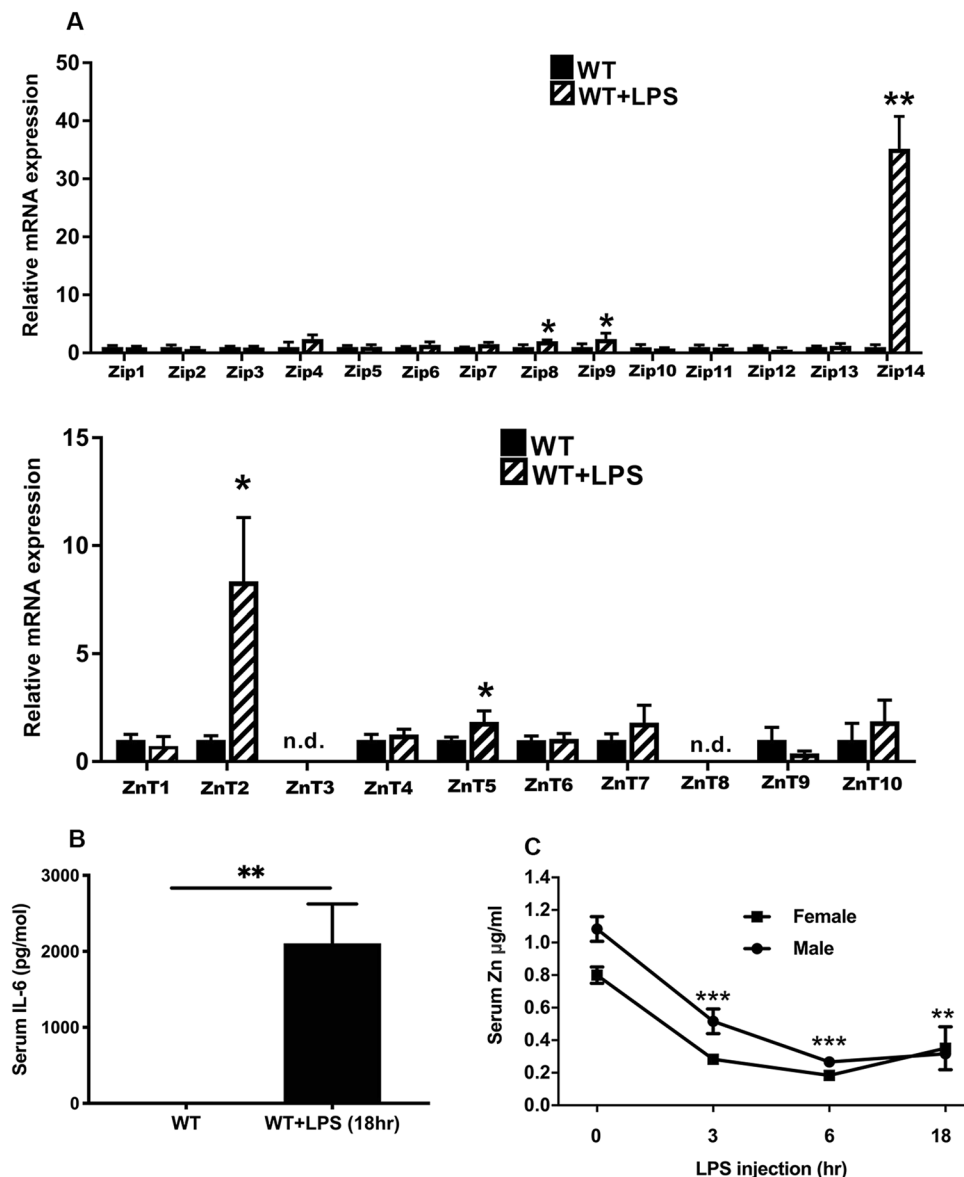 A
50
40
30
20
10
0
Relative mRNA expression
WT
WT+LPS
* * **
Zip1 Zip2 Zip3 Zip4 Zip5 Zip6 Zip7 Zip8 Zip9 Zip10 Zip11 Zip12 Zip13 Zip14
15
10
5
0
Relative mRNA expression
WT
WT+LPS
* n.d. * n.d.
ZnT1 ZnT2 ZnT3 ZnT4 ZnT5 ZnT6 ZnT7 ZnT8 ZnT9 ZnT10
B
3000
2000
1000
0
Serum IL-6 (pg/mol)
**
WT WT+LPS (18hr)
C
1.4
1.2
1.0
0.8
0.6
0.4
0.2
0.0
Serum Zn µg/ml
Female
Male
*** *** **
0 3 6 18
LPS injection (hr)